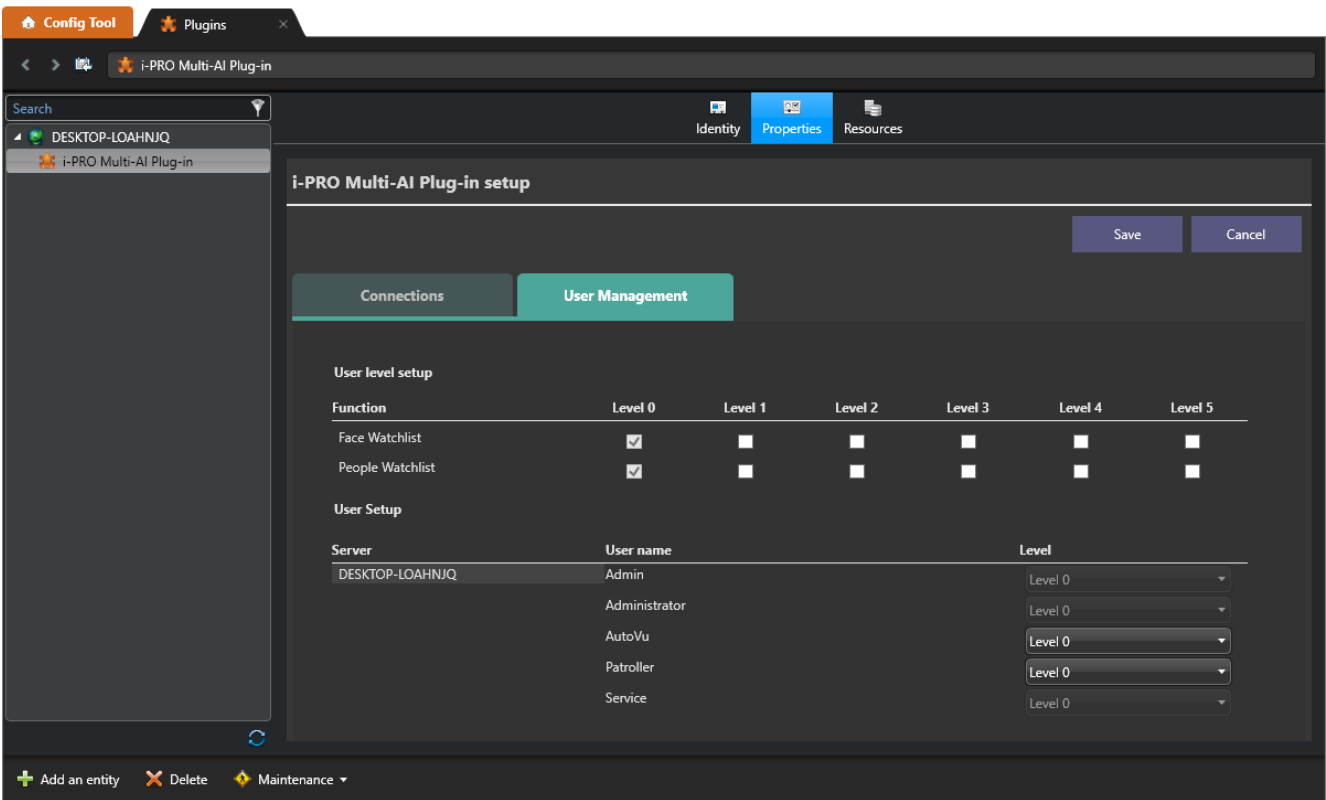 Config Tool Plugins
i-PRO Multi-AI Plug-in
Search
Identity Properties Resources
DESKTOP-LOAHNJQ
i-PRO Multi-AI Plug-in
i-PRO Multi-AI Plug-in setup
Save Cancel
Connections User Management
User level setup
Function Level 0 Level 1 Level 2 Level 3 Level 4 Level 5
Face Watchlist
People Watchlist
User Setup
Server User name Level
DESKTOP-LOAHNJQ Admin Level 0
Administrator Level 0
AutoVu Level 0
Patroller Level 0
Service Level 0
Add an entity Delete Maintenance